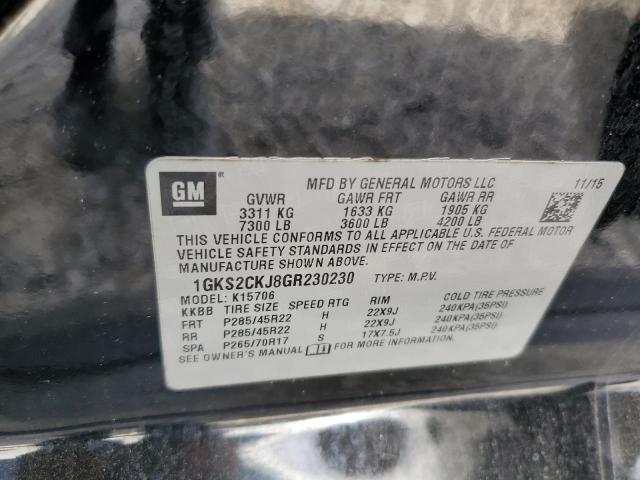 GM
MFD BY GENERAL MOTORS LLC 11/15
GVWR GAWR FRT GAWR RR
3311 KG 1633 KG 1905 KG
7300 LB 3600 LB 4200 LB
THIS VEHICLE CONFORMS TO ALL APPLICABLE U.S. FEDERAL MOTOR
VEHICLE SAFETY STANDARDS IN EFFECT ON THE DATE OF
MANUFACTURE SHOWN ABOVE.
1GKS2CKJ8GR230230 TYPE: M.P.V.
MODEL: K15706
KKBB TIRE SIZE SPEED RTG RIM COLD TIRE PRESSURE
FRT P285/45R22 H 22X9J 240KPA(35PSI)
RR P285/45R22 H 22X9J 240KPA(35PSI)
SPA P265/70R17 S 17X7.5J 240KPA(35PSI)
SEE OWNER'S MANUAL FOR MORE INFORMATION.